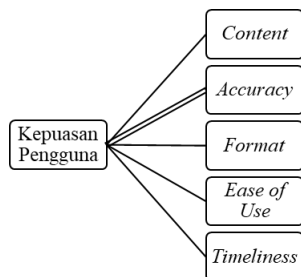 Kepuasan
Pengguna
Content
Accuracy
Format
Ease of
Use
Timeliness